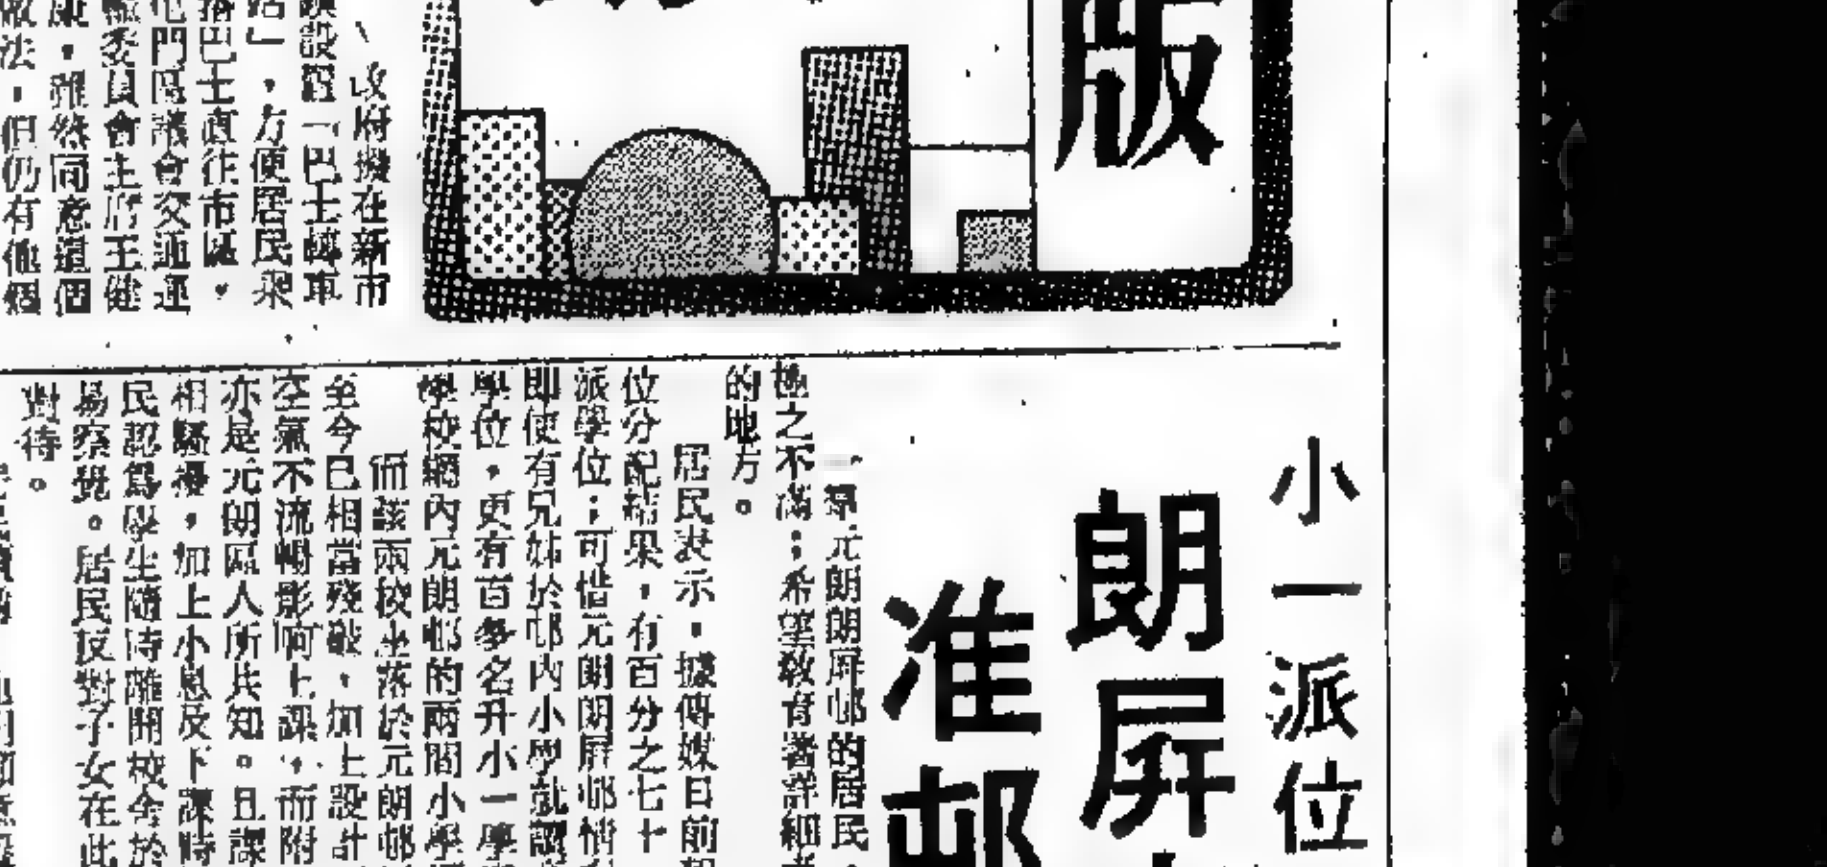 版
政府擬在新市
鎮設置「巴士轉車
站」，方便居民乘
搭巴士直往市區。
屯門區議會交通運
輸委員會主席王健
康，雖然同意這個
做法，但仍有他個
小一派位
朗屏
准邨
元朗朗屏邨的居民，
極之不滿；希望教育署詳細
的地方。
居民表示，據傳媒日前
位分配結果，有百分之七十
派學位；可惜元朗朗屏邨情
即使有兄姊於邨內小學就讀
學位，更有百多名升小一學
學校網內元朗邨的兩間小學
而該兩校坐落於元朗邨
至今已相當殘破，加上設計
空氣不流暢影响上課，而附
亦是元朗區人所共知。且課
相騷擾，加上小息及下課時
民認爲學生隨時離開校舍於
易察覺。居民反對子女在此
對待。